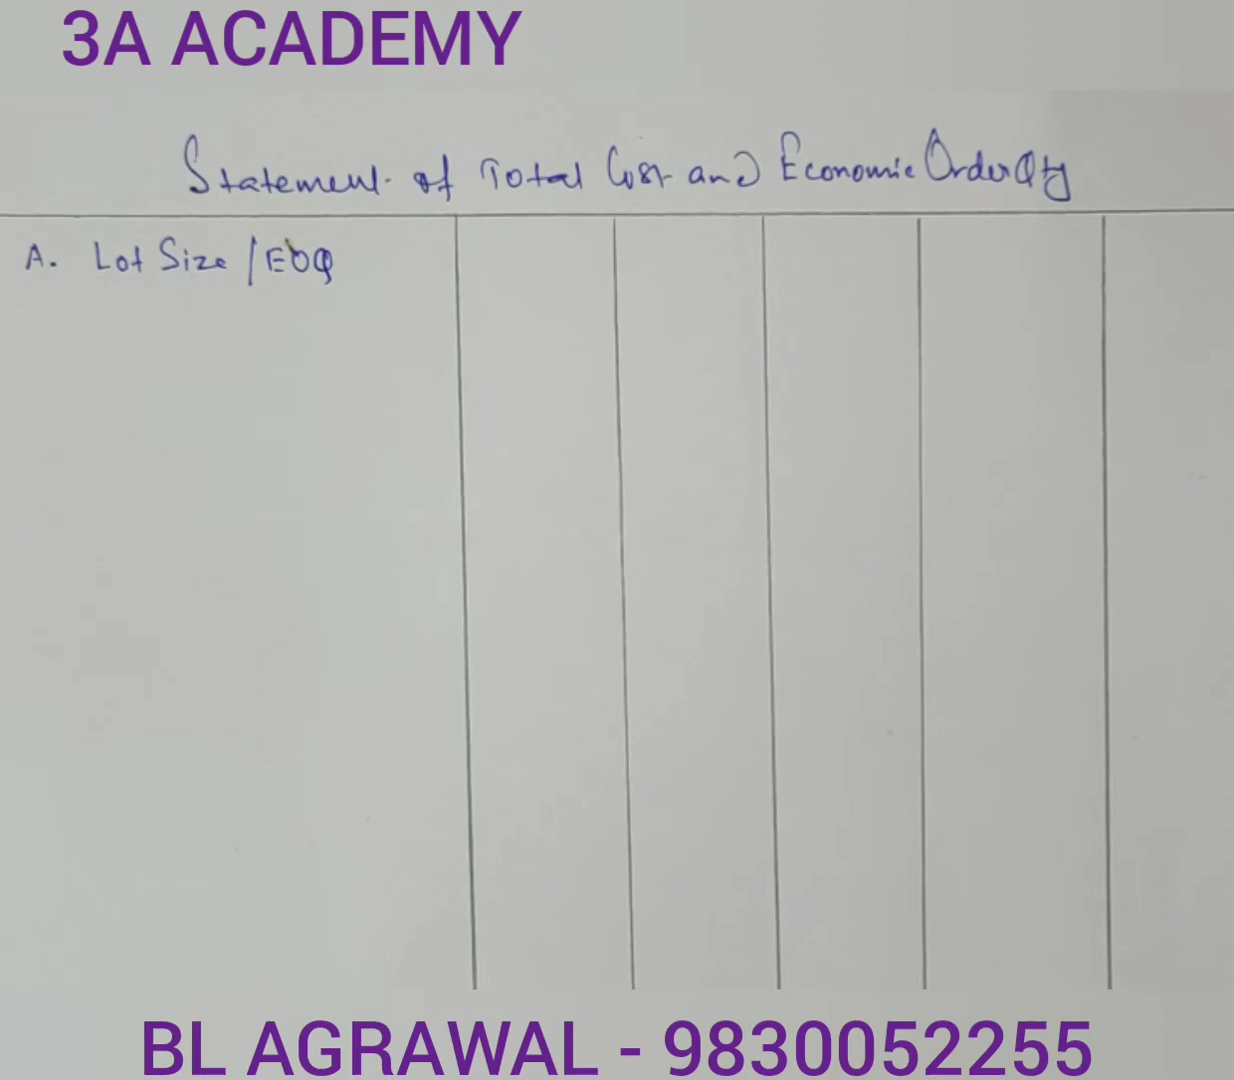 3A ACADEMY
Statement of Total Cost and Economic Order Qty
A. Lot Size / EOQ
BL AGRAWAL - 9830052255